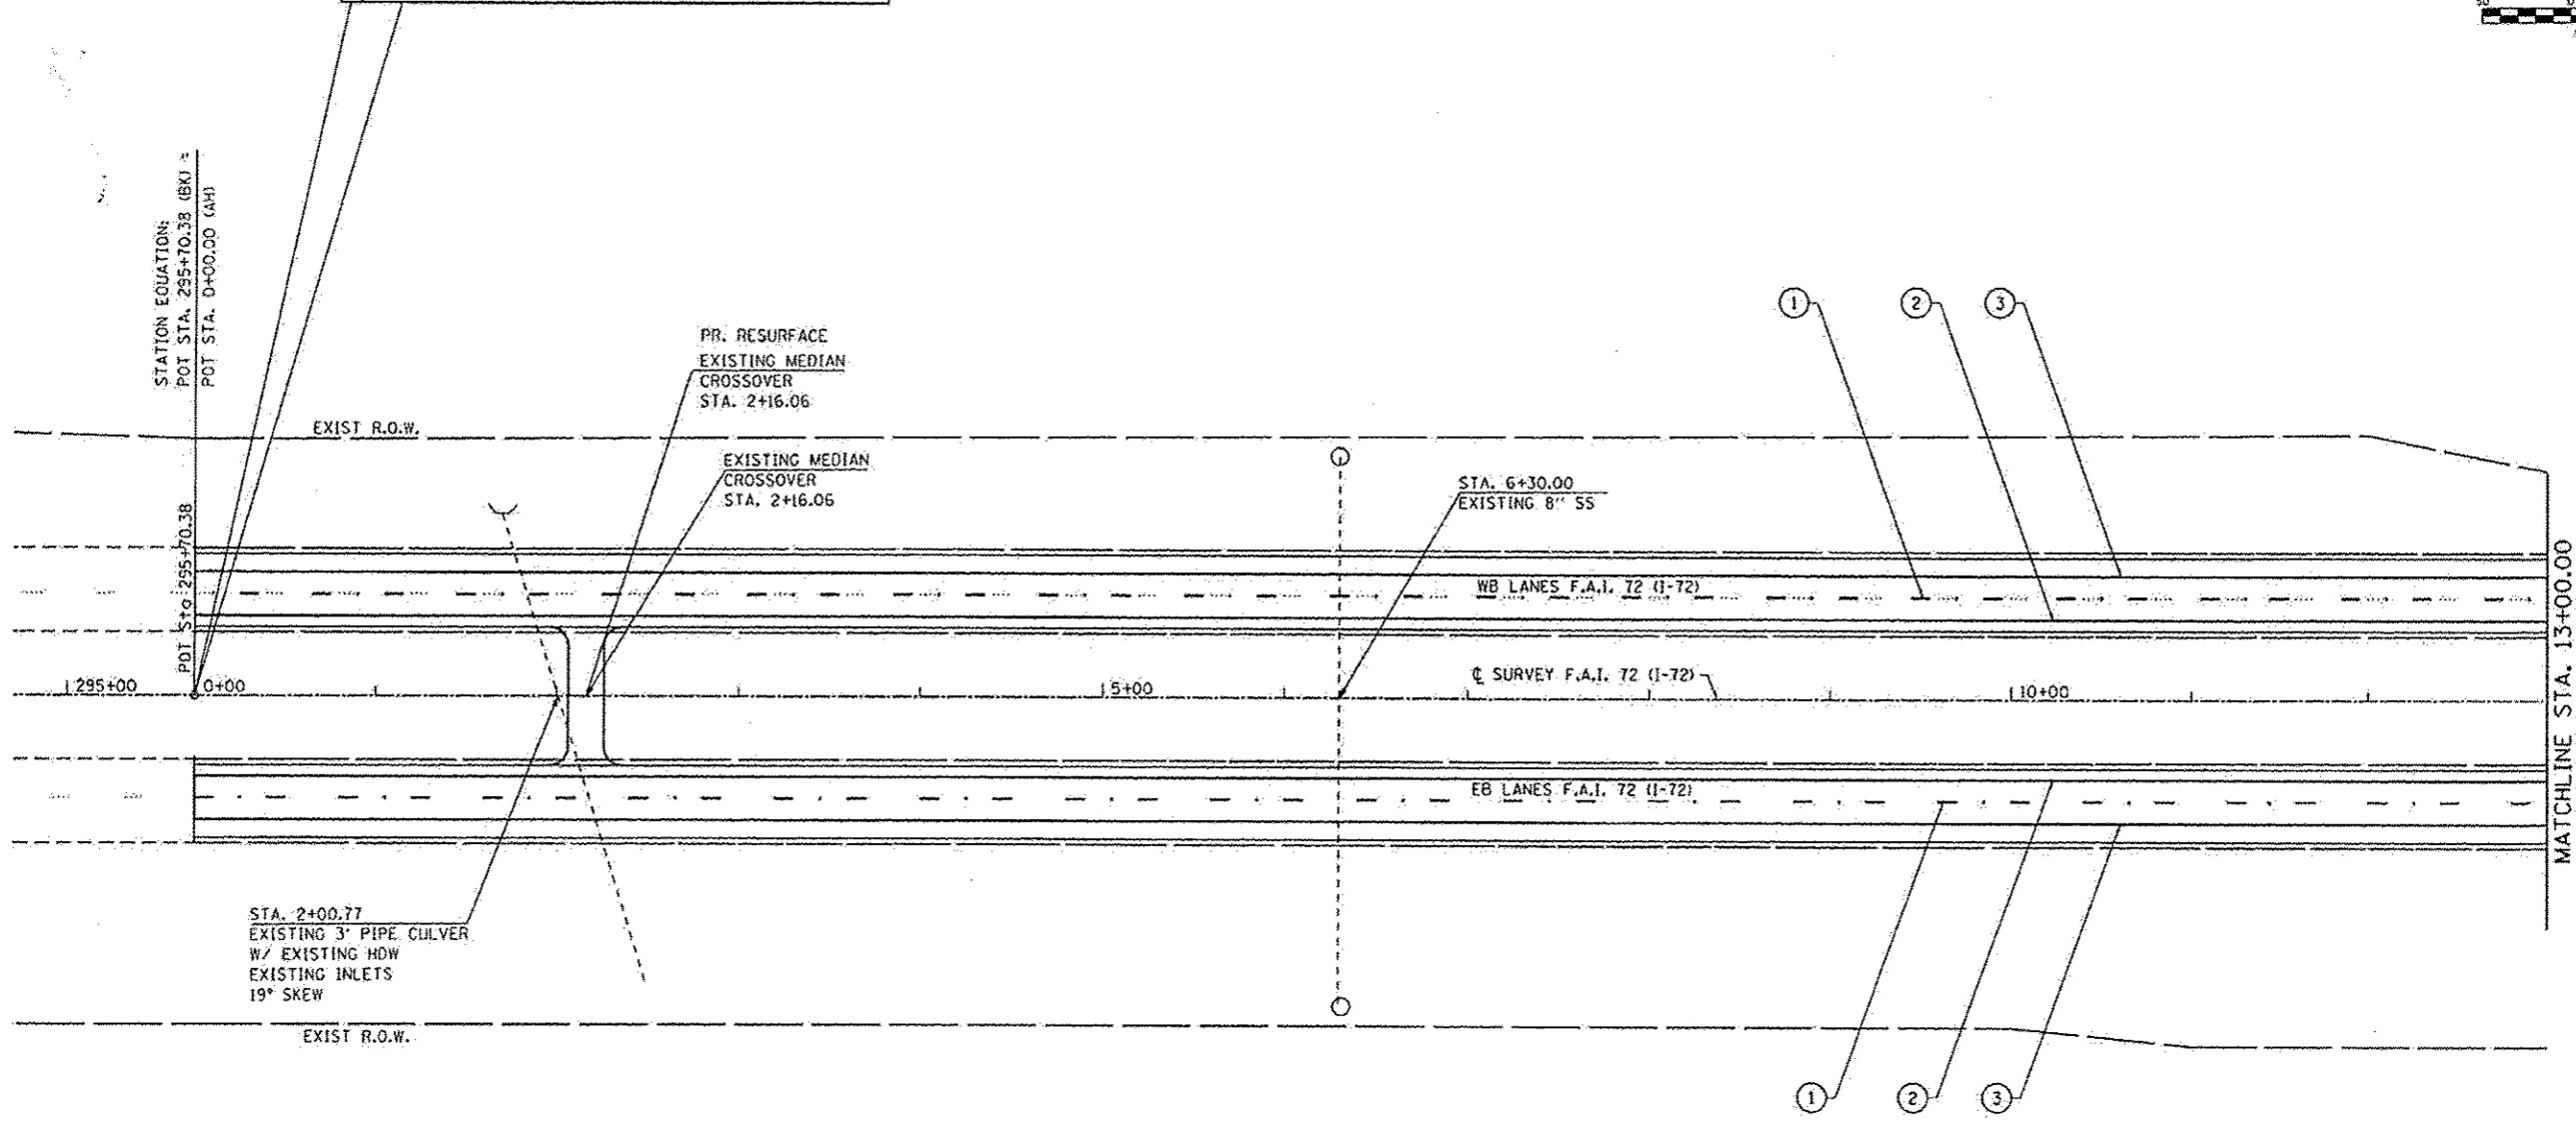 50
STATION EQUATION:
POT STA. 295+70.38 (BK) =
POT STA. 0+00.00 (AH)
PR. RESURFACE
EXISTING MEDIAN
CROSSOVER
STA. 2+16.06
EXIST R.O.W.
EXISTING MEDIAN
CROSSOVER
STA. 2+16.06
STA. 6+30.00
EXISTING 8" SS
1
2
3
POT Sta 295+70.38
WB LANES F.A.I. 72 (I-72)
295+00
0+00
5+00
℄ SURVEY F.A.I. 72 (I-72)
10+00
MATCHLINE STA. 13+00.00
EB LANES F.A.I. 72 (I-72)
STA. 2+00.77
EXISTING 3' PIPE CULVER
W/ EXISTING HDW
EXISTING INLETS
19° SKEW
EXIST R.O.W.
1
2
3